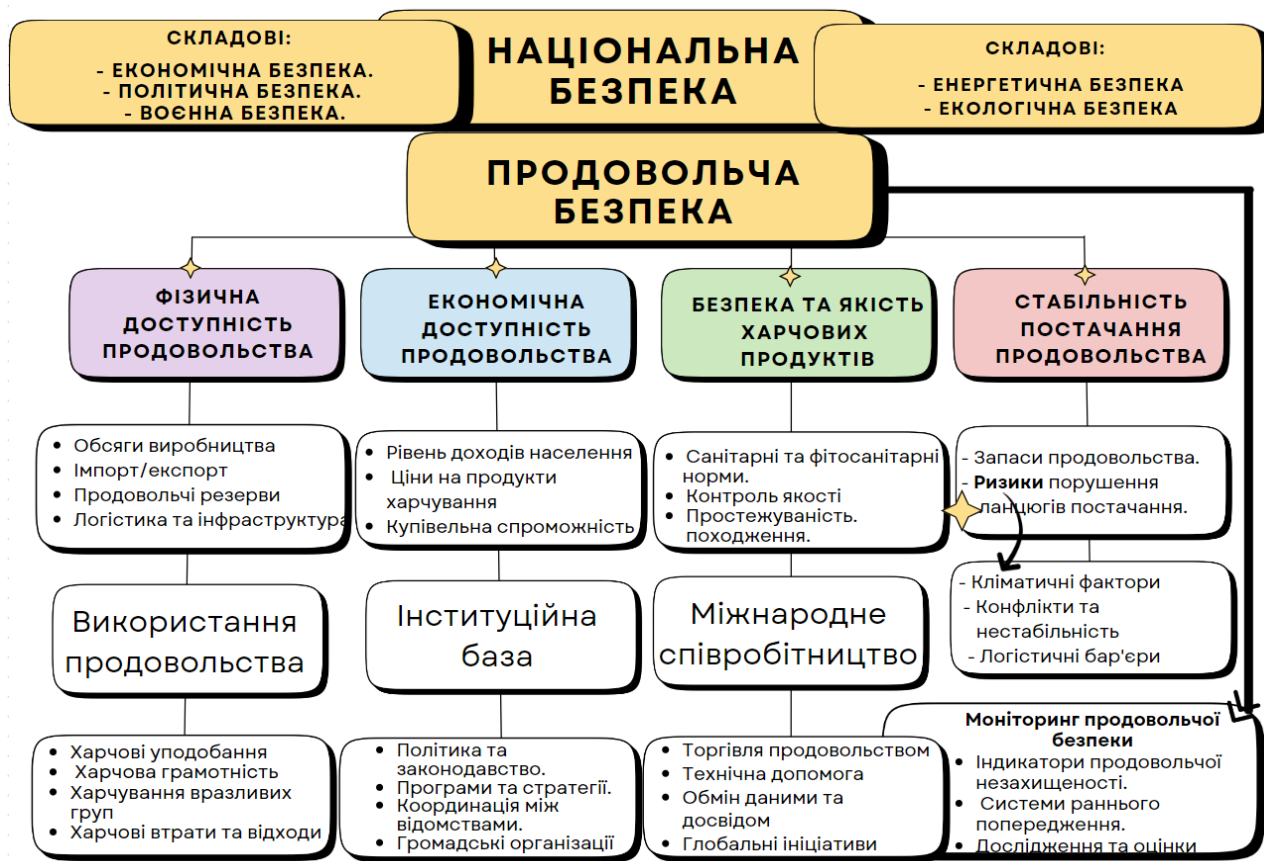 СКЛАДОВІ:
- ЕКОНОМІЧНА БЕЗПЕКА.
- ПОЛІТИЧНА БЕЗПЕКА.
- ВОЄННА БЕЗПЕКА.
НАЦІОНАЛЬНА
БЕЗПЕКА
СКЛАДОВІ:
- ЕНЕРГЕТИЧНА БЕЗПЕКА
- ЕКОЛОГІЧНА БЕЗПЕКА
ПРОДОВОЛЬЧА
БЕЗПЕКА
ФІЗИЧНА
ДОСТУПНІСТЬ
ПРОДОВОЛЬСТВА
ЕКОНОМІЧНА
ДОСТУПНІСТЬ
ПРОДОВОЛЬСТВА
БЕЗПЕКА ТА ЯКІСТЬ
ХАРЧОВИХ
ПРОДУКТІВ
СТАБІЛЬНІСТЬ
ПОСТАЧАННЯ
ПРОДОВОЛЬСТВА
• Обсяги виробництва
• Імпорт/експорт
• Продовольчі резерви
• Логістика та інфраструктура
• Рівень доходів населення
• Ціни на продукти
харчування
• Купівельна спроможність
• Санітарні та фітосанітарні
норми.
• Контроль якості
• Простежуваність.
походження.
- Запаси продовольства.
- Ризики порушення
ланцюгів постачання.
- Кліматичні фактори
- Конфлікти та
нестабільність
- Логістичні бар'єри
Використання
продовольства
Інституційна
база
Міжнародне
співробітництво
• Харчові уподобання
• Харчова грамотність
• Харчування вразливих
груп
• Харчові втрати та відходи
• Політика та
законодавство.
• Програми та стратегії.
• Координація між
відомствами.
• Громадські організації
• Торгівля продовольством
• Технічна допомога
• Обмін даними та
досвідом
• Глобальні ініціативи
Моніторинг продовольчої
безпеки
• Індикатори продовольчої
незахищеності.
• Системи раннього
попередження.
• Дослідження та оцінки